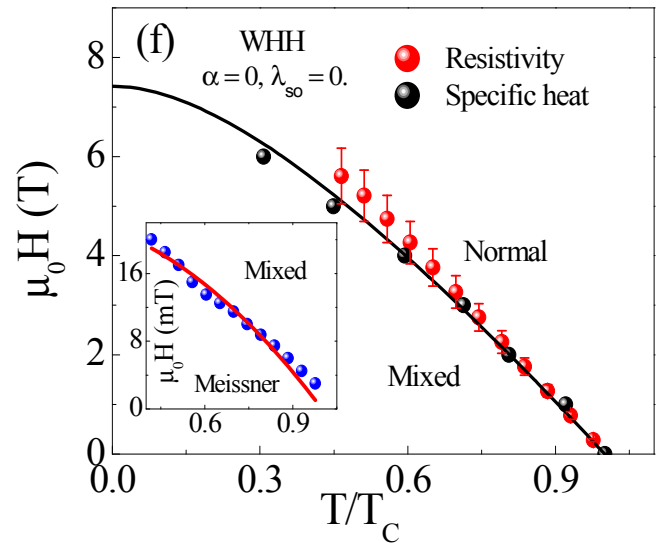 (f)
WHH
α=0, λso=0.
Resistivity
Specific heat
8
6
4
2
0
μ0H (T)
Normal
Mixed
0.0
0.3
0.6
0.9
T/TC
16
8
0
μ0H (mT)
Mixed
Meissner
0.6
0.9